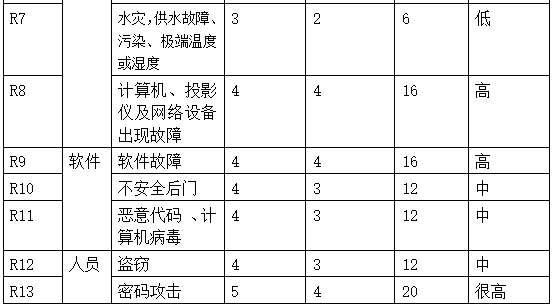 R7 水灾,供水故障、 3 2 6 低
污染、极端温度
或湿度
R8 计算机、投影 4 4 16 高
仪及网络设备
出现故障
R9 软件 软件故障 4 4 16 高
R10 不安全后门 4 3 12 中
R11 恶意代码 、计 4 3 12 中
算机病毒
R12 人员 盗窃 4 3 12 中
R13 密码攻击 5 4 20 很高